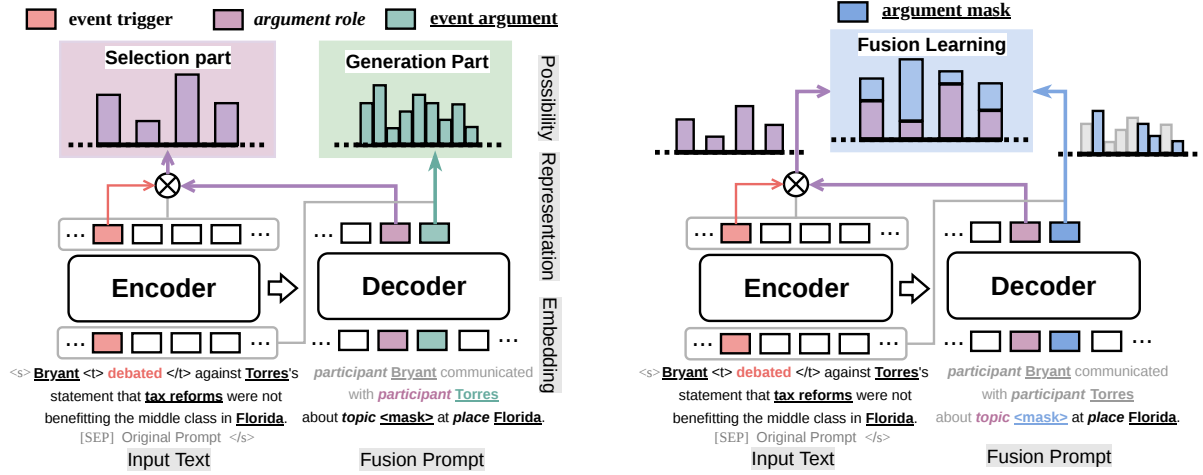 event trigger argument role event argument
Selection part
Generation Part
Possibility
Representation
Embedding
... ...
... ...
Encoder
Decoder
... ...
... ...
<s> Bryant <t> debated </t> against Torres's
statement that tax reforms were not
benefitting the middle class in Florida.
[SEP] Original Prompt </s>
Input Text
participant Bryant communicated
with participant Torres
about topic <mask> at place Florida.
Fusion Prompt
argument mask
Fusion Learning
... ...
...
Encoder
Decoder
... ...
... ...
<s> Bryant <t> debated </t> against Torres's
statement that tax reforms were not
benefitting the middle class in Florida.
[SEP] Original Prompt </s>
Input Text
participant Bryant communicated
with participant Torres
about topic <mask> at place Florida.
Fusion Prompt